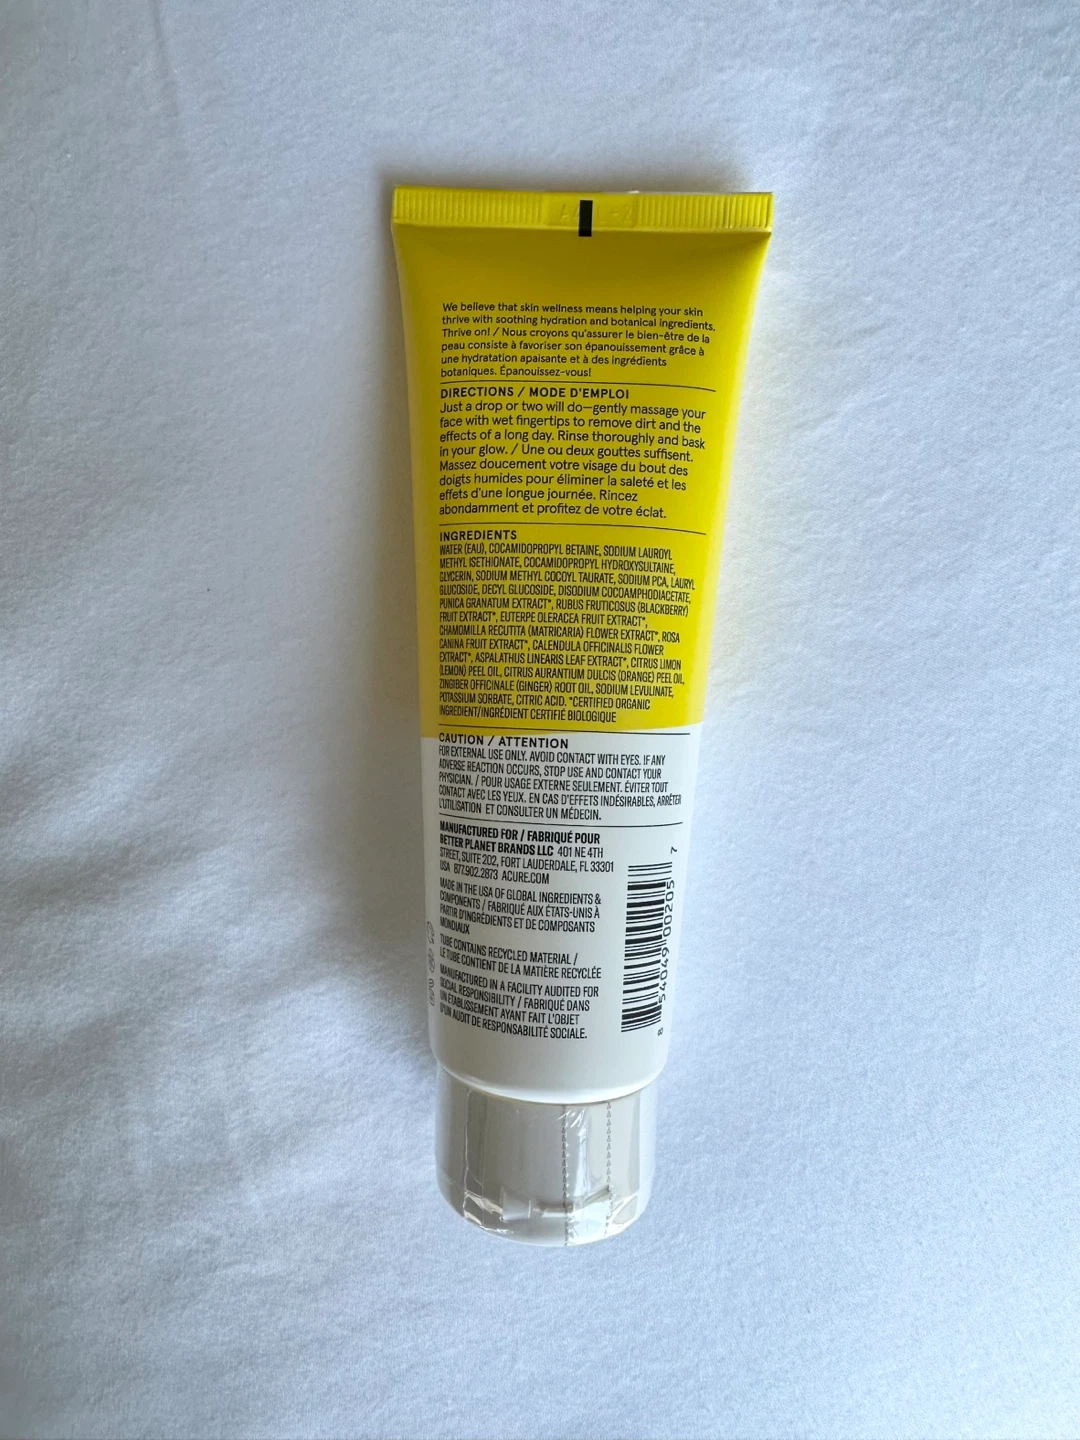 We believe that skin wellness means helping your skin
thrive with soothing hydration and botanical ingredients.
Thrive on! / Nous croyons qu'assurer le bien-être de la
peau consiste à favoriser son épanouissement grâce à
une hydratation apaisante et à des ingrédients
botaniques. Épanouissez-vous!
DIRECTIONS / MODE D'EMPLOI
Just a drop or two will do—gently massage your
face with wet fingertips to remove dirt and the
effects of a long day. Rinse thoroughly and bask
in your glow. / Une ou deux gouttes suffisent.
Massez doucement votre visage du bout des
doigts humides pour éliminer la saleté et les
effets d'une longue journée. Rincez
abondamment et profitez de votre éclat.
INGREDIENTS
WATER (EAU), COCAMIDOPROPYL BETAINE, SODIUM LAUROYL
METHYL ISETHIONATE, COCAMIDOPROPYL HYDROXYSULTAINE,
GLYCERIN, SODIUM METHYL COCOYL TAURATE, SODIUM PCA, LAURYL
GLUCOSIDE, DECYL GLUCOSIDE, DISODIUM COCOAMPHODIACETATE,
PUNICA GRANATUM EXTRACT*, RUBUS FRUTICOSUS (BLACKBERRY)
FRUIT EXTRACT*, EUTERPE OLERACEA FRUIT EXTRACT*,
CHAMOMILLA RECUTITA (MATRICARIA) FLOWER EXTRACT*, ROSA
CANINA FRUIT EXTRACT*, CALENDULA OFFICINALIS FLOWER
EXTRACT*, ASPALATHUS LINEARIS LEAF EXTRACT*, CITRUS LIMON
(LEMON) PEEL OIL, CITRUS AURANTIUM DULCIS (ORANGE) PEEL OIL,
ZINGIBER OFFICINALE (GINGER) ROOT OIL, SODIUM LEVULINATE,
POTASSIUM SORBATE, CITRIC ACID. *CERTIFIED ORGANIC
INGREDIENT/INGRÉDIENT CERTIFIÉ BIOLOGIQUE
CAUTION / ATTENTION
FOR EXTERNAL USE ONLY. AVOID CONTACT WITH EYES. IF ANY
ADVERSE REACTION OCCURS, STOP USE AND CONTACT YOUR
PHYSICIAN. / POUR USAGE EXTERNE SEULEMENT. ÉVITER TOUT
CONTACT AVEC LES YEUX. EN CAS D'EFFETS INDÉSIRABLES, ARRÊTER
L'UTILISATION ET CONSULTER UN MÉDECIN.
MANUFACTURED FOR / FABRIQUÉ POUR
BETTER PLANET BRANDS LLC 401 NE 4TH
STREET, SUITE 202, FORT LAUDERDALE, FL 33301
USA 877.902.2873 ACURE.COM
MADE IN THE USA OF GLOBAL INGREDIENTS &
COMPONENTS / FABRIQUÉ AUX ÉTATS-UNIS À
PARTIR D'INGRÉDIENTS ET DE COMPOSANTS
MONDIAUX
TUBE CONTAINS RECYCLED MATERIAL /
LE TUBE CONTIENT DE LA MATIÈRE RECYCLÉE
MANUFACTURED IN A FACILITY AUDITED FOR
SOCIAL RESPONSIBILITY / FABRIQUÉ DANS
UN ÉTABLISSEMENT AYANT FAIT L'OBJET
D'UN AUDIT DE RESPONSABILITÉ SOCIALE.
8 54049 00205 7